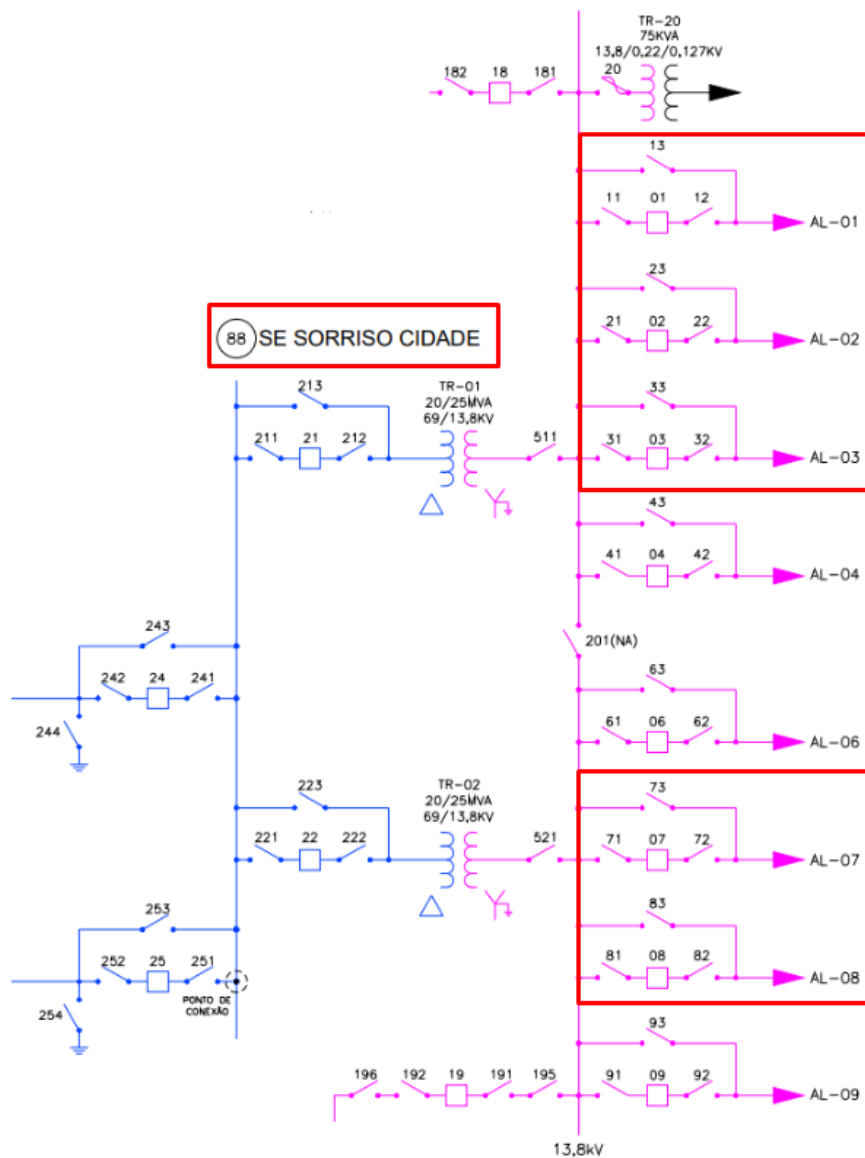 TR-20
75KVA
13,8/0,22/0,127KV
182 18 181 20
13
11 01 12 AL-01
23
21 02 22 AL-02
88 SE SORRISO CIDADE
213
TR-01
20/25MVA
69/13,8KV
33
211 21 212 511 31 03 32 AL-03
43
41 04 42 AL-04
243
201(NA)
242 24 241
63
244
61 06 62 AL-06
223
TR-02
20/25MVA
69/13,8KV
73
221 22 222 521 71 07 72 AL-07
253
83
252 25 251 81 08 82 AL-08
PONTO DE
CONEXÃO
254
93
196 192 19 191 195 91 09 92 AL-09
13,8kV